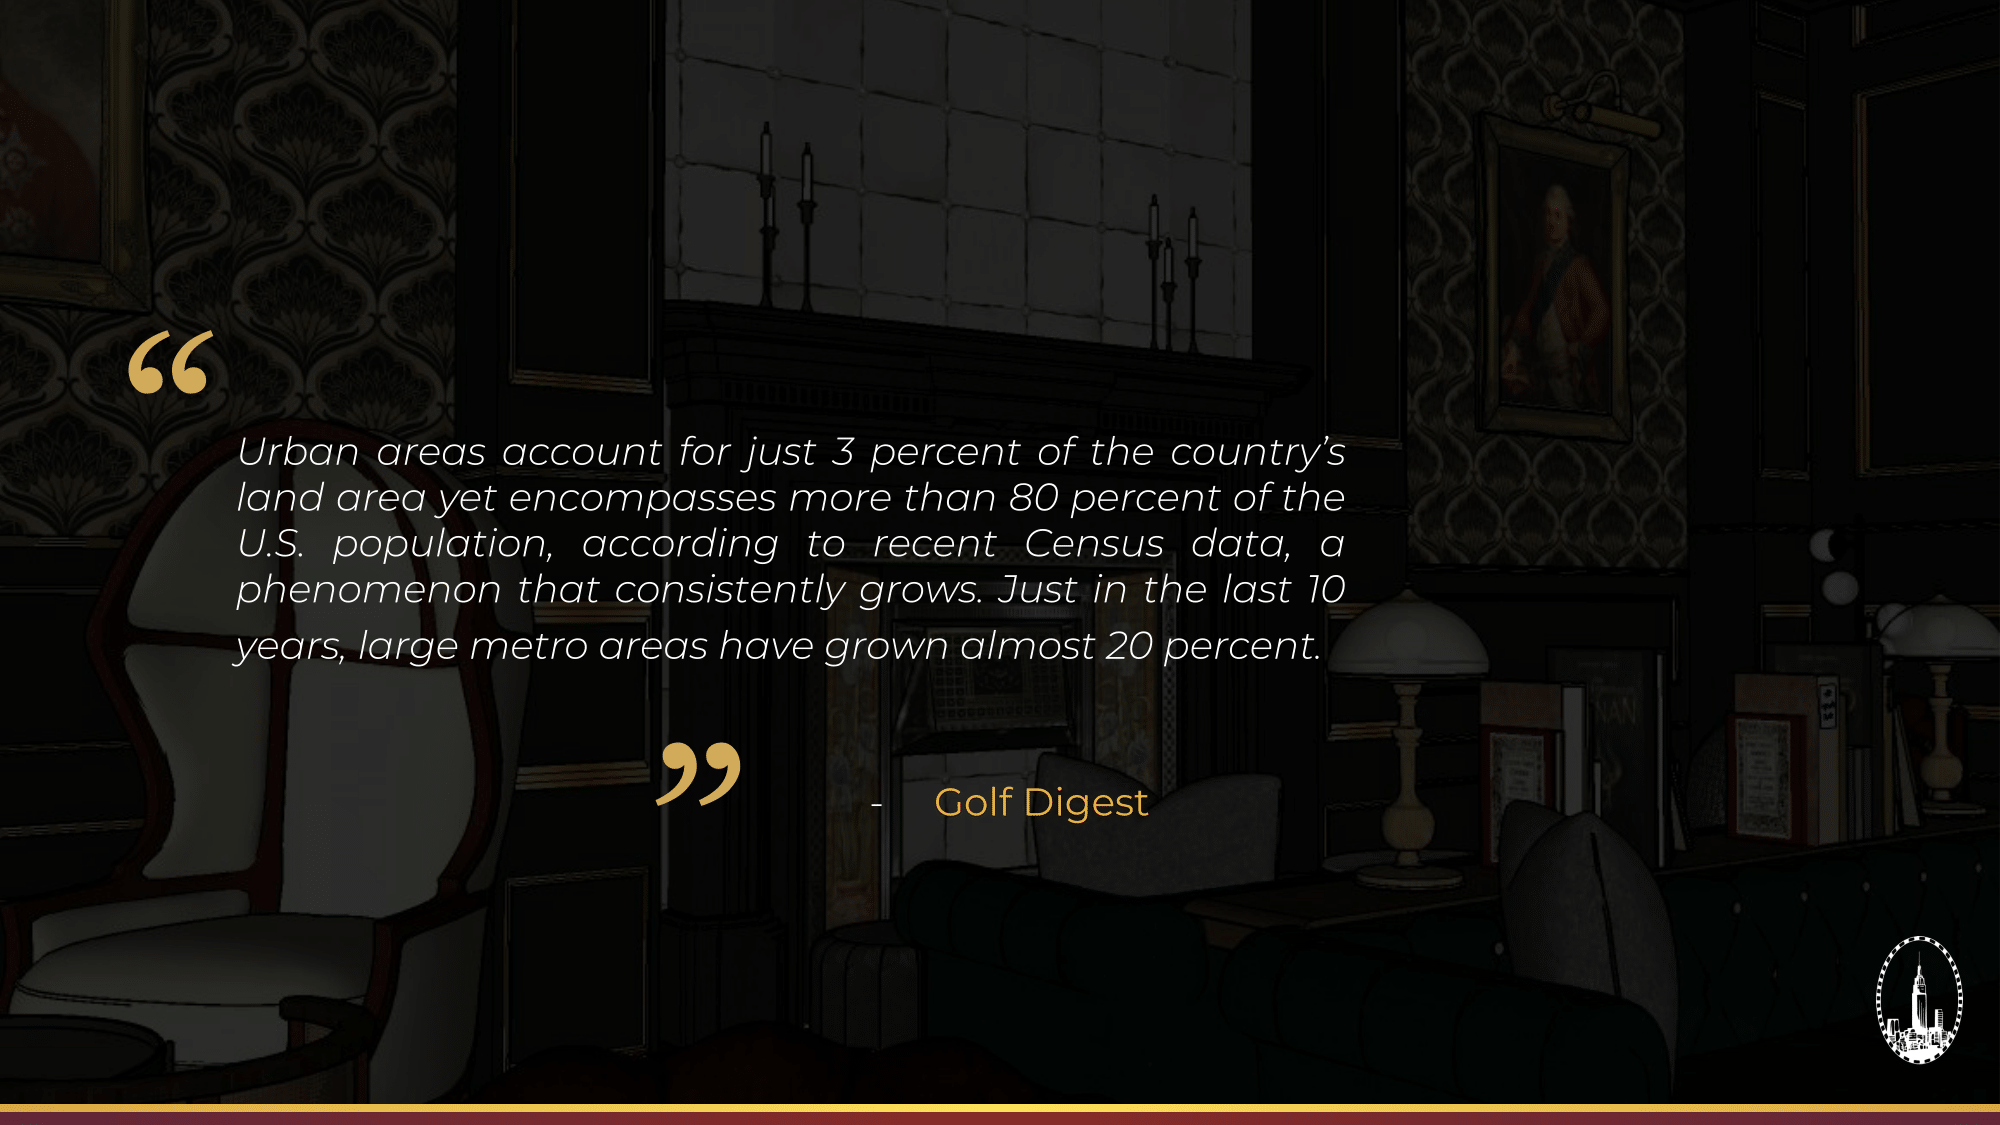 “
Urban areas account for just 3 percent of the country’s
land area yet encompasses more than 80 percent of the
U.S. population, according to recent Census data, a
phenomenon that consistently grows. Just in the last 10
years, large metro areas have grown almost 20 percent.
”
- Golf Digest